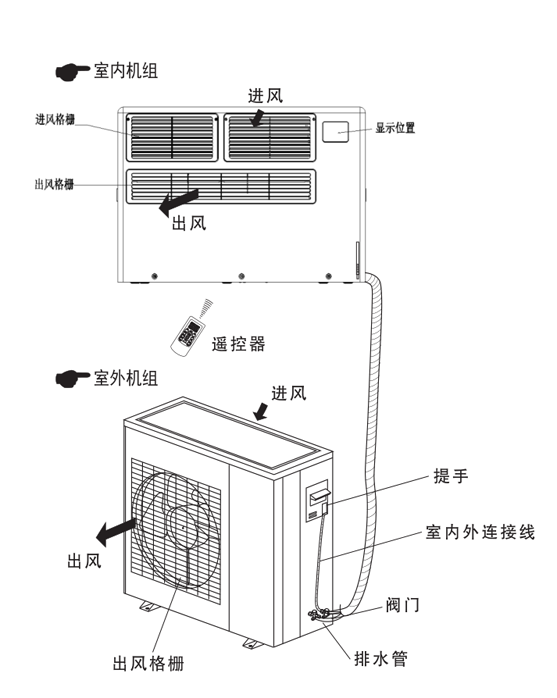 室内机组
进风
进风格栅
显示位置
出风格栅
出风
遥控器
室外机组
进风
提手
室内外连接线
出风
阀门
排水管
出风格栅